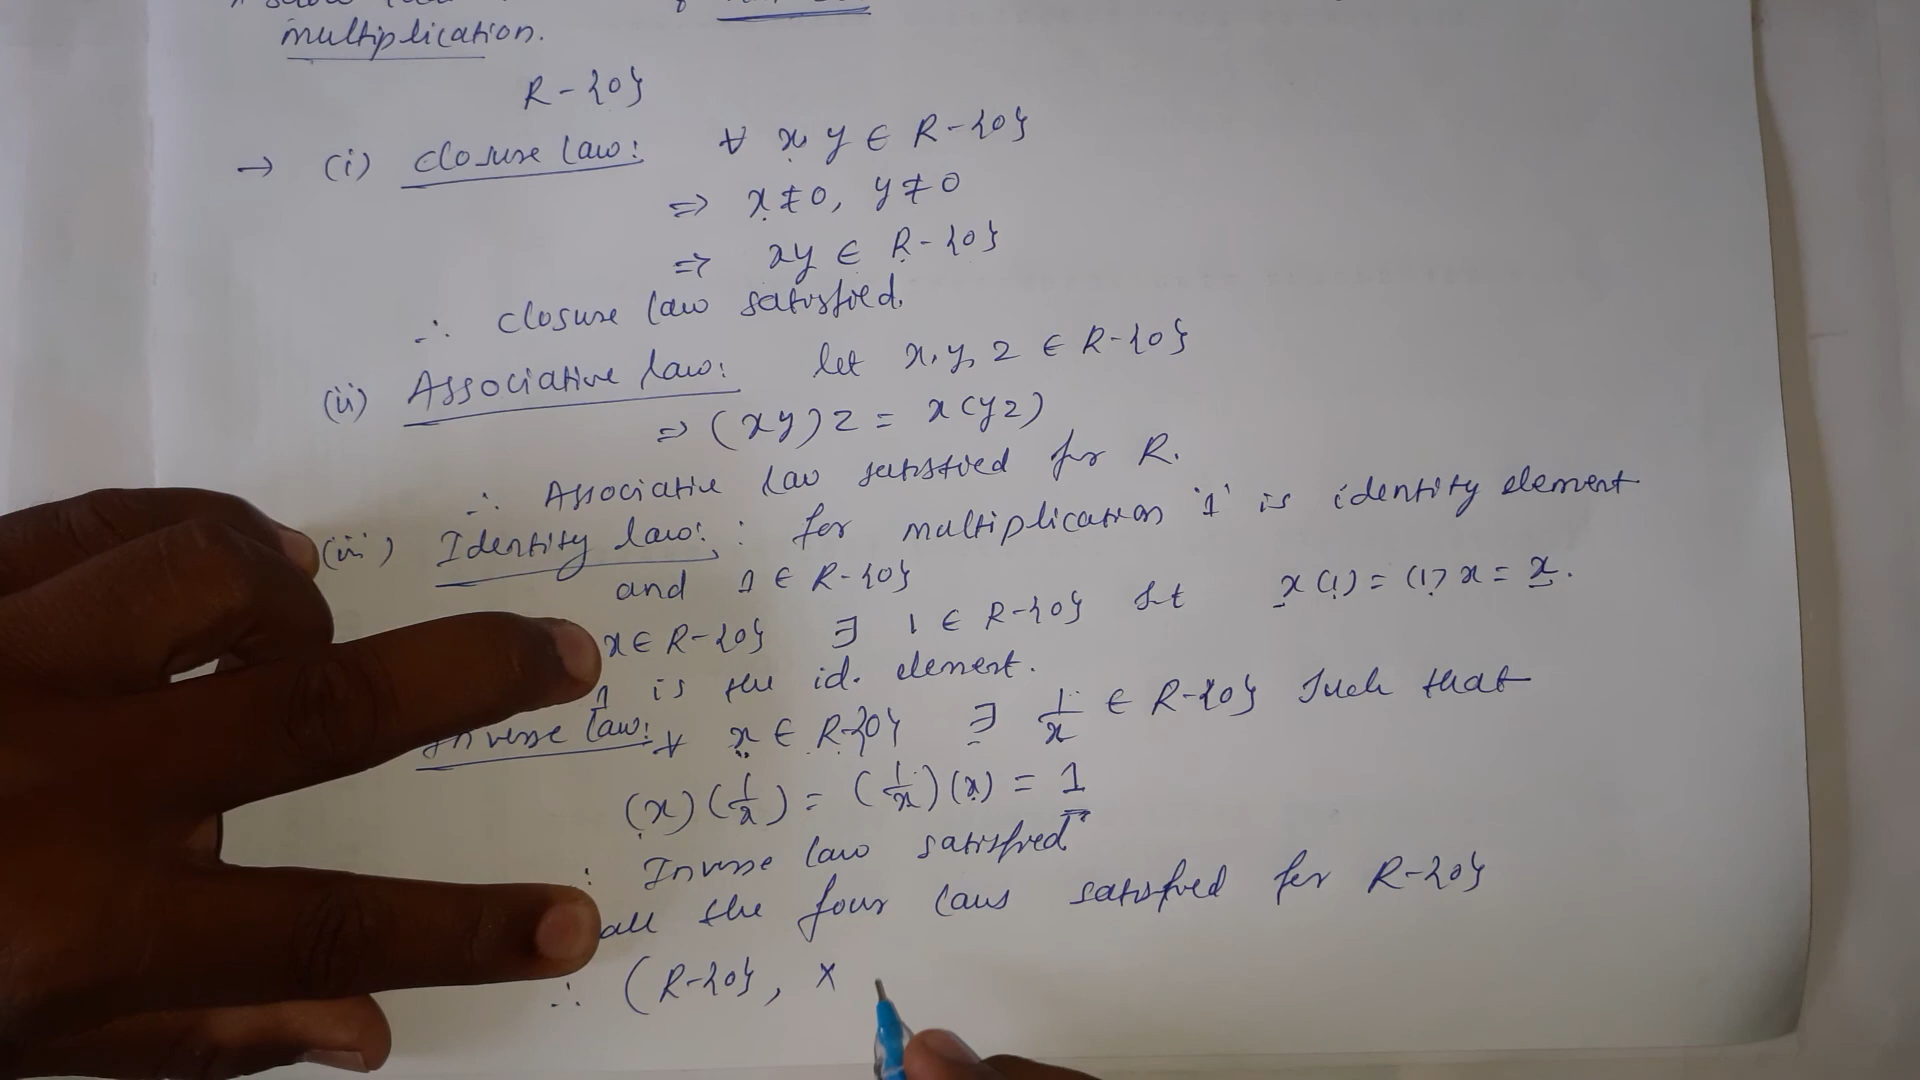 multiplication.
R-{0}
→ (i) closure law: ∀ x y ∈ R-{0}
⇒ x≠0, y≠0
⇒ xy ∈ R-{0}
∴ closure law satisfied.
(ii) Associative law: let x, y, z ∈ R-{0}
⇒ (xy)z = x(yz)
∴ Associative law satisfied for R.
(iii) Identity law: : for multiplication '1' is identity element
and 1 ∈ R-{0}
x ∈ R-{0} ∃ 1 ∈ R-{0} s.t x(1) = (1)x = x.
1 is the id. element.
Inverse law: ∀ x ∈ R-{0} ∃ 1/x ∈ R-{0} such that
(x)(1/x) = (1/x)(x) = 1
∴ Inverse law satisfied
all the four laws satisfied for R-{0}
∴ (R-{0}, x